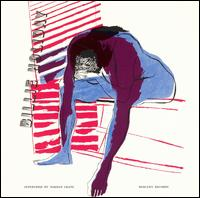 BILLIE HOLIDAY
SUPERVISED BY NORMAN GRANZ
MERCURY RECORDS